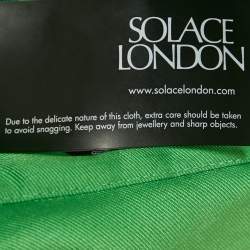 SOLACE
LONDON
www.solacelondon.com
Due to the delicate nature of this cloth, extra care should be taken
to avoid snagging. Keep away from jewellery and sharp objects.